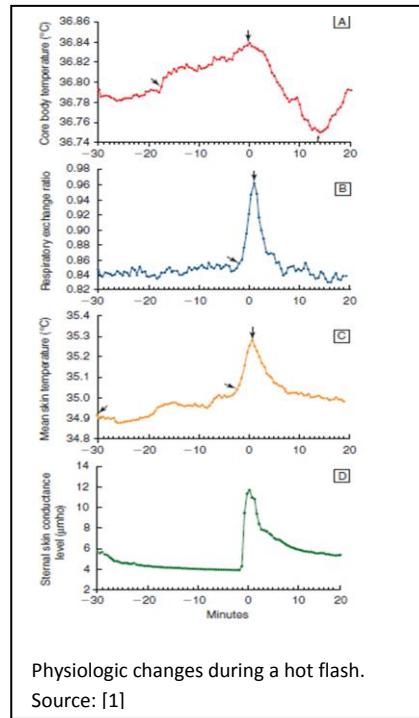 A
Core body temperature (°C)
36.86
36.84
36.82
36.80
36.78
36.76
36.74
−30 −20 −10 0 10 20
B
Respiratory exchange ratio
0.98
0.96
0.94
0.92
0.90
0.88
0.86
0.84
0.82
−30 −20 −10 0 10 20
C
Mean skin temperature (°C)
35.4
35.3
35.2
35.1
35.0
34.9
34.8
−30 −20 −10 0 10 20
D
Sternal skin conductance
level (µmho)
14
12
10
8
6
4
2
−30 −20 −10 0 10 20
Minutes
Physiologic changes during a hot flash.
Source: [1]